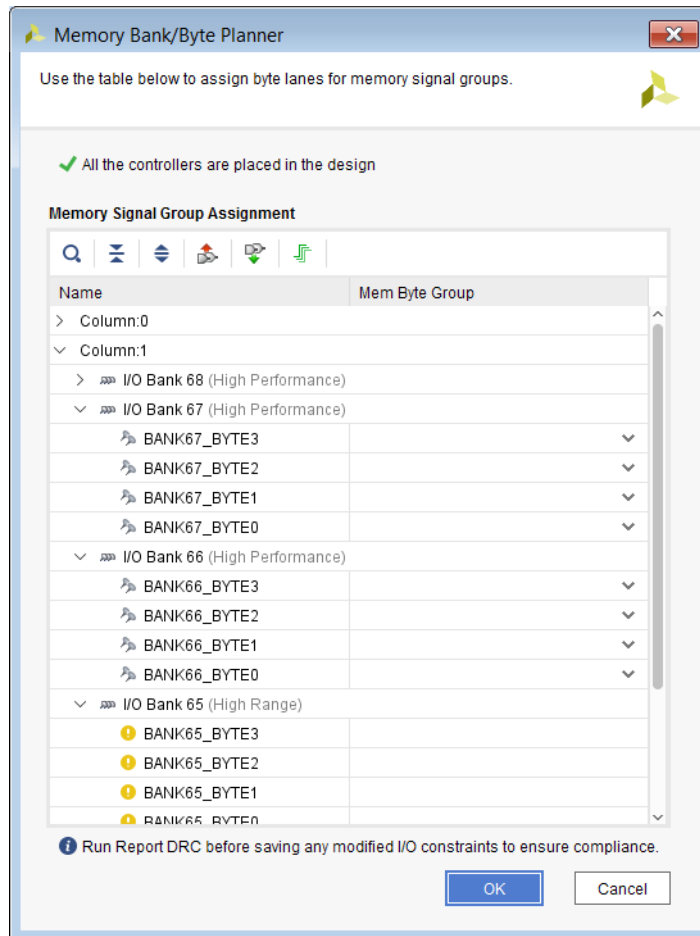 Memory Bank/Byte Planner
Use the table below to assign byte lanes for memory signal groups.
All the controllers are placed in the design
Memory Signal Group Assignment
Name Mem Byte Group
Column:0
Column:1
I/O Bank 68 (High Performance)
I/O Bank 67 (High Performance)
BANK67_BYTE3
BANK67_BYTE2
BANK67_BYTE1
BANK67_BYTE0
I/O Bank 66 (High Performance)
BANK66_BYTE3
BANK66_BYTE2
BANK66_BYTE1
BANK66_BYTE0
I/O Bank 65 (High Range)
BANK65_BYTE3
BANK65_BYTE2
BANK65_BYTE1
BANK65_BYTE0
Run Report DRC before saving any modified I/O constraints to ensure compliance.
OK Cancel